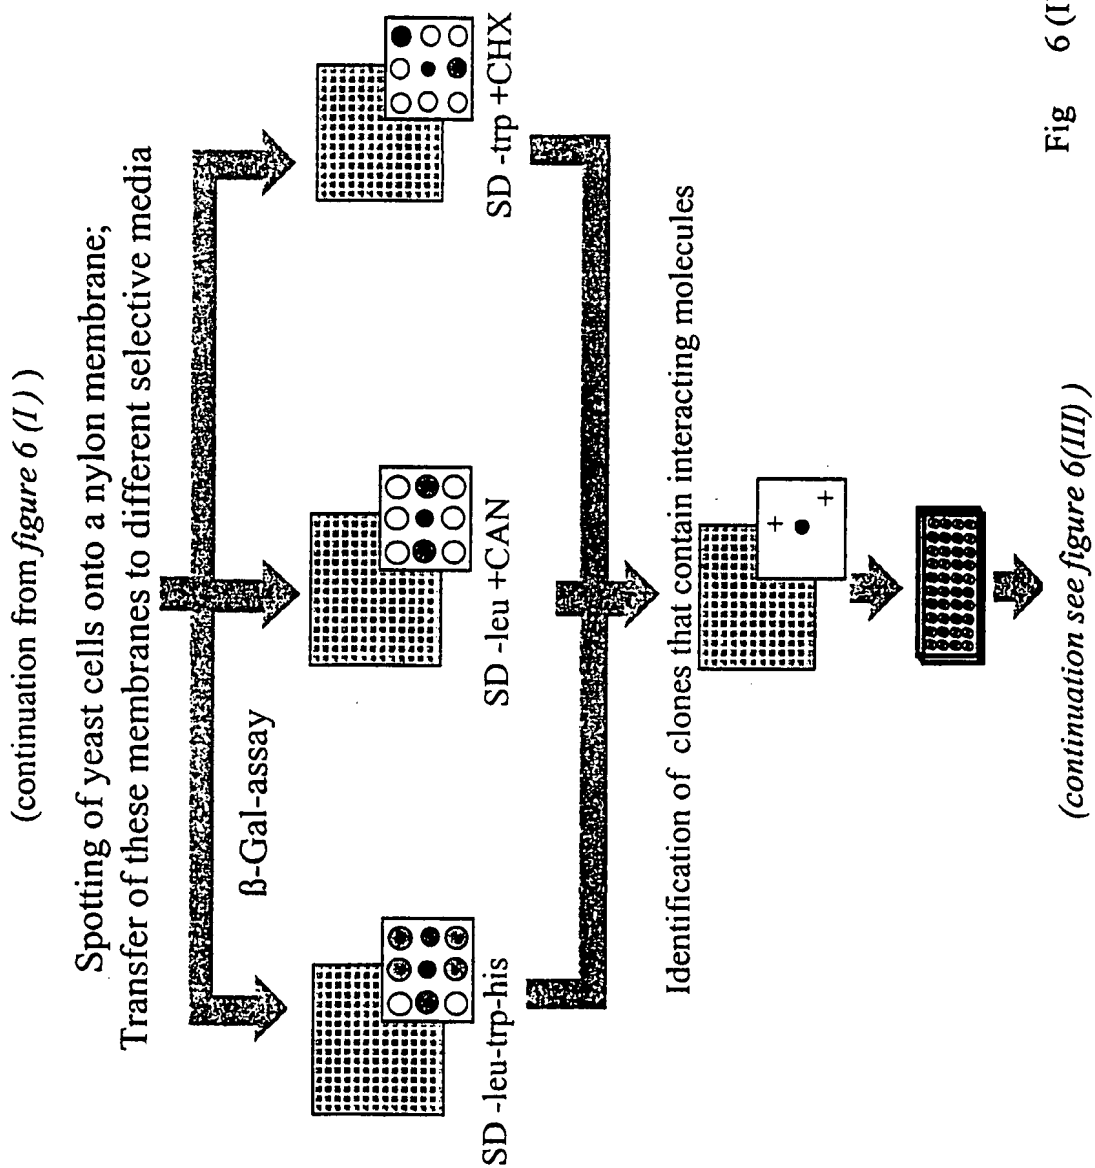 (continuation from figure 6 (I) )
Spotting of yeast cells onto a nylon membrane;
Transfer of these membranes to different selective media
ß-Gal-assay
SD -leu-trp-his
SD -leu +CAN
SD -trp +CHX
Identification of clones that contain interacting molecules
+
+
(continuation see figure 6(III) )
Fig 6 (I